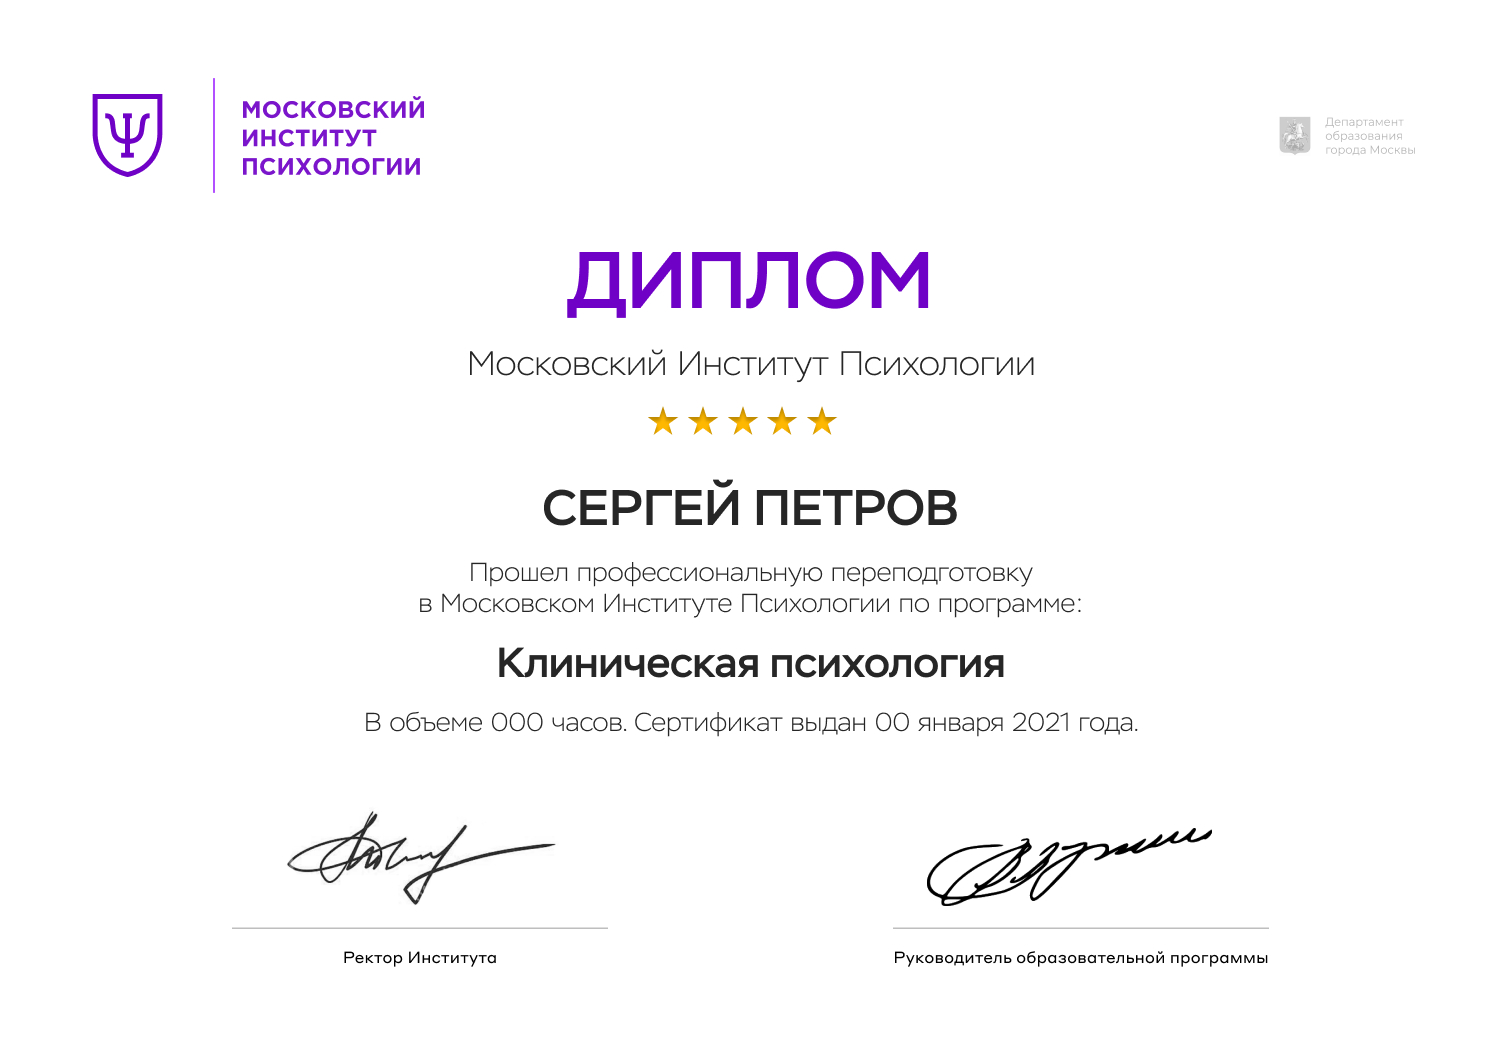 МОСКОВСКИЙ
ИНСТИТУТ
ПСИХОЛОГИИ
Департамент
образования
города Москвы
ДИПЛОМ
Московский Институт Психологии
СЕРГЕЙ ПЕТРОВ
Прошел профессиональную переподготовку
в Московском Институте Психологии по программе:
Клиническая психология
В объеме 000 часов. Сертификат выдан 00 января 2021 года.
Ректор Института
Руководитель образовательной программы